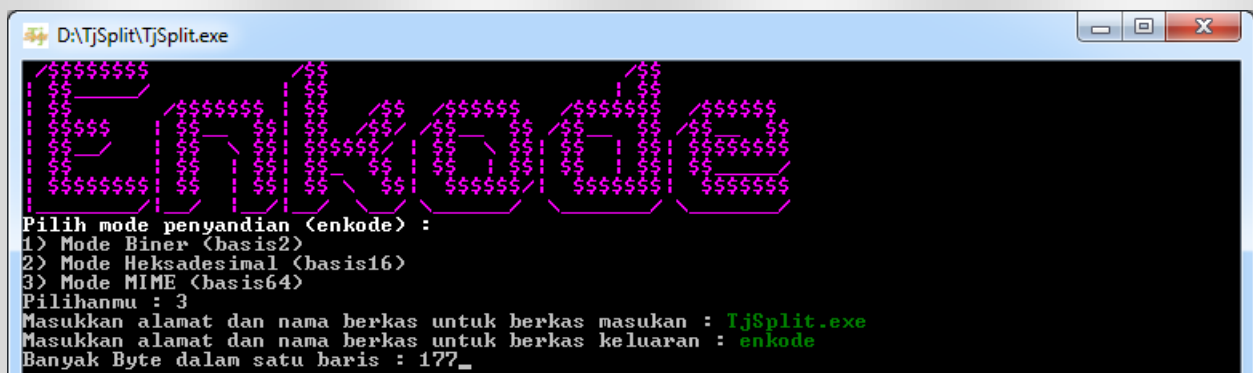 D:\TjSplit\TjSplit.exe
Enkode
Pilih mode penyandian (enkode) :
1) Mode Biner (basis2)
2) Mode Heksadesimal (basis16)
3) Mode MIME (basis64)
Pilihanmu : 3
Masukkan alamat dan nama berkas untuk berkas masukan : TjSplit.exe
Masukkan alamat dan nama berkas untuk berkas keluaran : enkode
Banyak Byte dalam satu baris : 177_